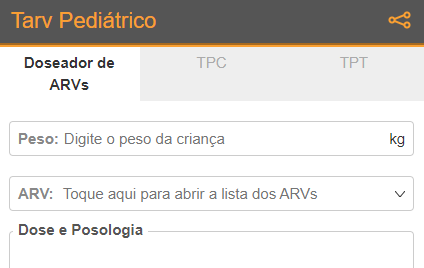 Tarv Pediátrico
Doseador de
ARVs
TPC
TPT
Peso: Digite o peso da criança kg
ARV: Toque aqui para abrir a lista dos ARVs
Dose e Posologia